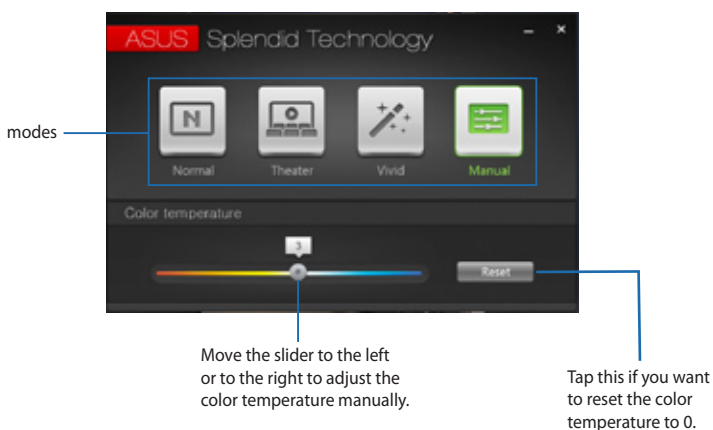 ASUS Splendid Technology
modes
Normal Theater Vivid Manual
Color temperature
3
Reset
Move the slider to the left
or to the right to adjust the
color temperature manually.
Tap this if you want
to reset the color
temperature to 0.